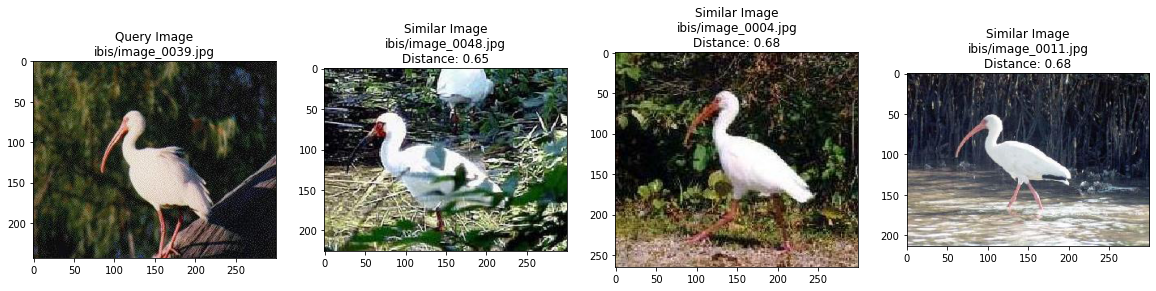 Query Image
ibis/image_0039.jpg
0
50
100
150
200
0 50 100 150 200 250
Similar Image
ibis/image_0048.jpg
Distance: 0.65
0
50
100
150
200
0 50 100 150 200 250
Similar Image
ibis/image_0004.jpg
Distance: 0.68
0
50
100
150
200
250
0 50 100 150 200 250
Similar Image
ibis/image_0011.jpg
Distance: 0.68
0
50
100
150
200
0 50 100 150 200 250